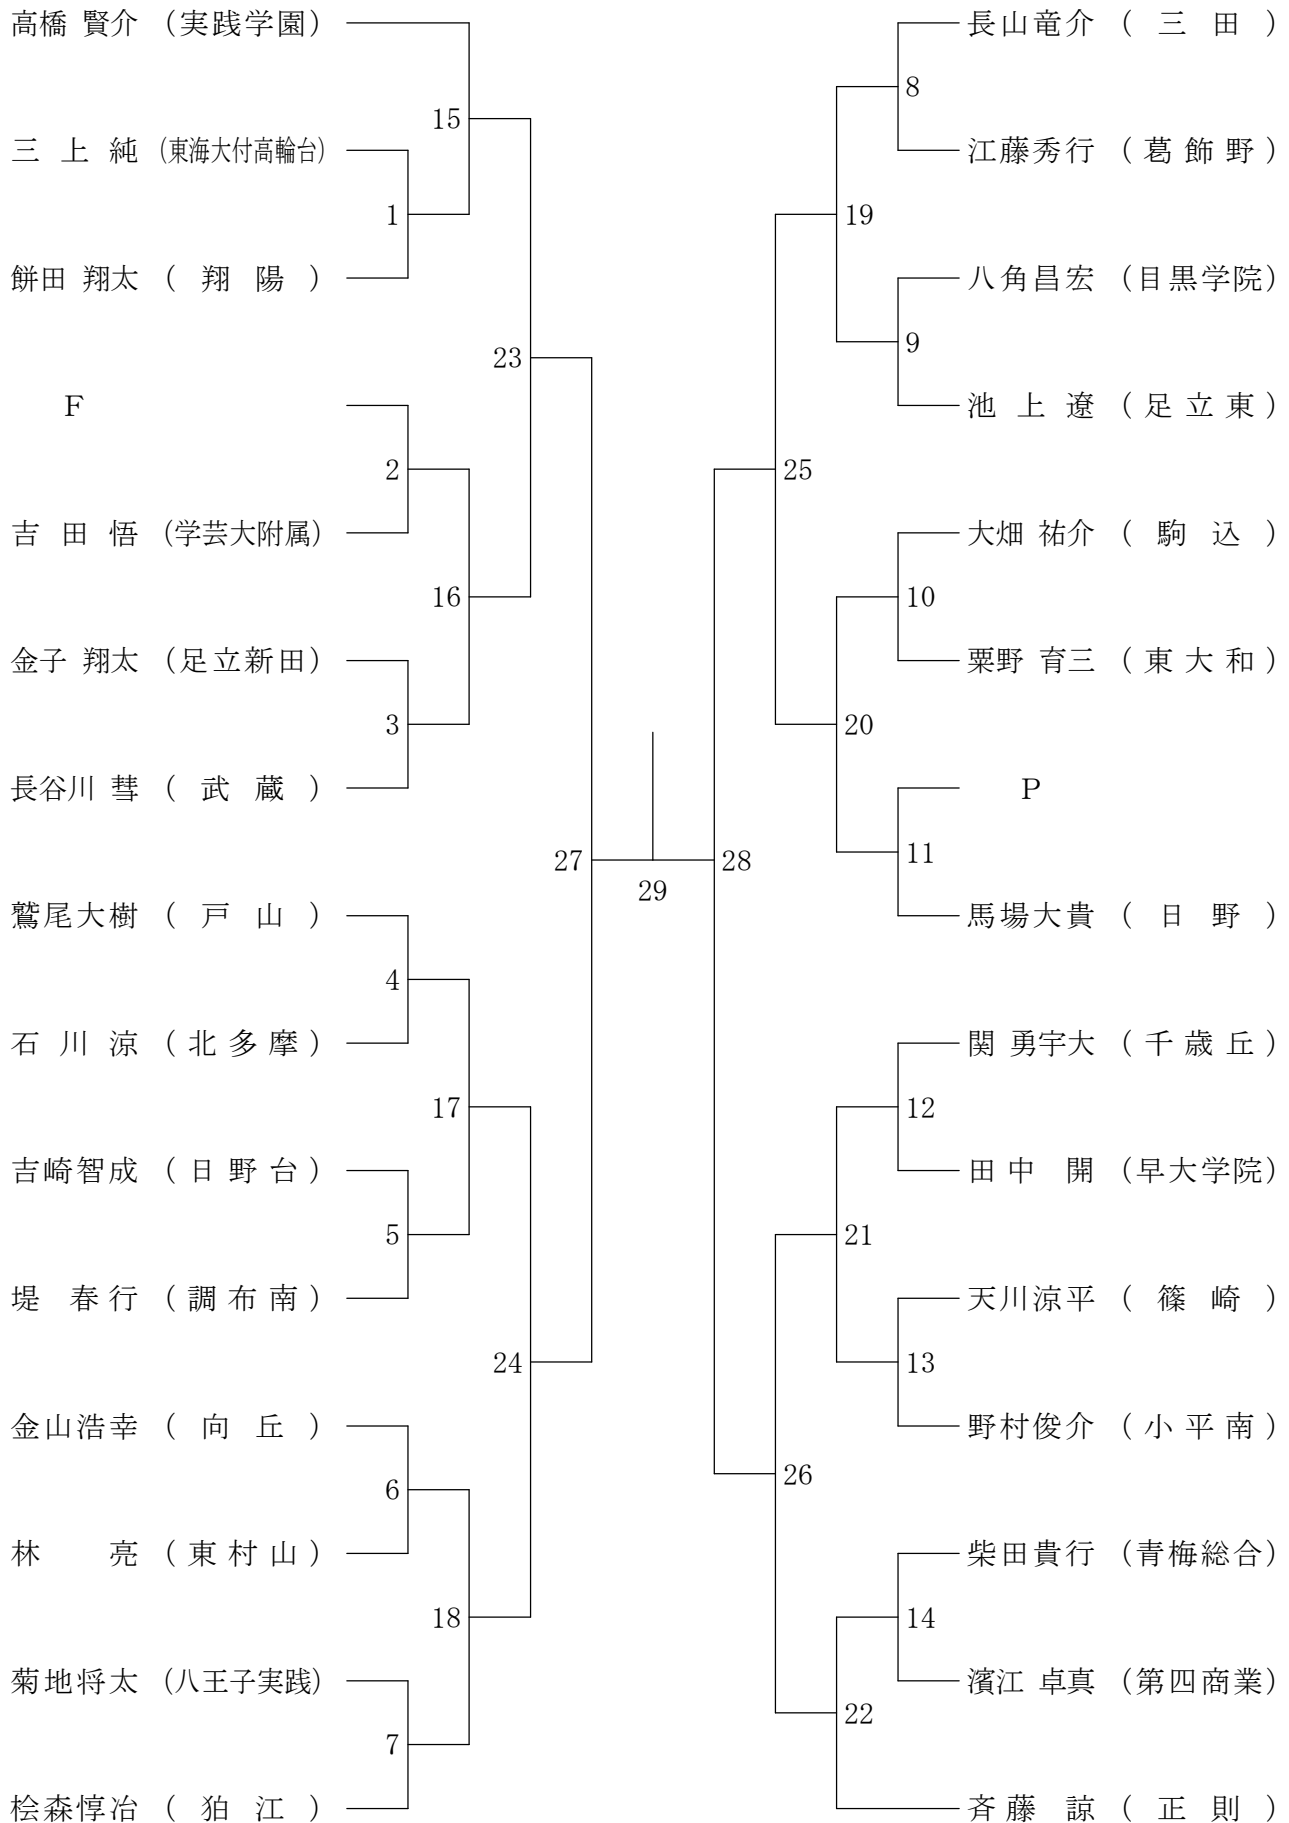 高橋 賢介 (実践学園)
15
三 上 純 (東海大付高輪台)
1
餅田 翔太 ( 翔 陽 )
23
F
2
吉 田 悟 (学芸大附属)
16
金子 翔太 (足立新田)
3
長谷川 彗 ( 武 蔵 )
27
鷲尾大樹 ( 戸 山 )
4
石 川 涼 (北多摩)
17
吉崎智成 (日野台)
5
堤 春行 (調布南)
24
金山浩幸 ( 向 丘 )
6
林 亮 (東村山)
18
菊地将太 (八王子実践)
7
桧森惇冶 ( 狛 江 )
29
長山竜介 ( 三 田 )
8
江藤秀行 (葛飾野)
19
八角昌宏 (目黒学院)
9
池 上 遼 (足立東)
25
大畑 祐介 ( 駒 込 )
10
粟野 育三 (東大和)
20
P
11
馬場大貴 ( 日 野 )
28
関 勇宇大 (千歳丘)
12
田中 開 (早大学院)
21
天川涼平 ( 篠 崎 )
13
野村俊介 (小平南)
26
柴田貴行 (青梅総合)
14
濱江 卓真 (第四商業)
22
斉藤 諒 ( 正 則 )